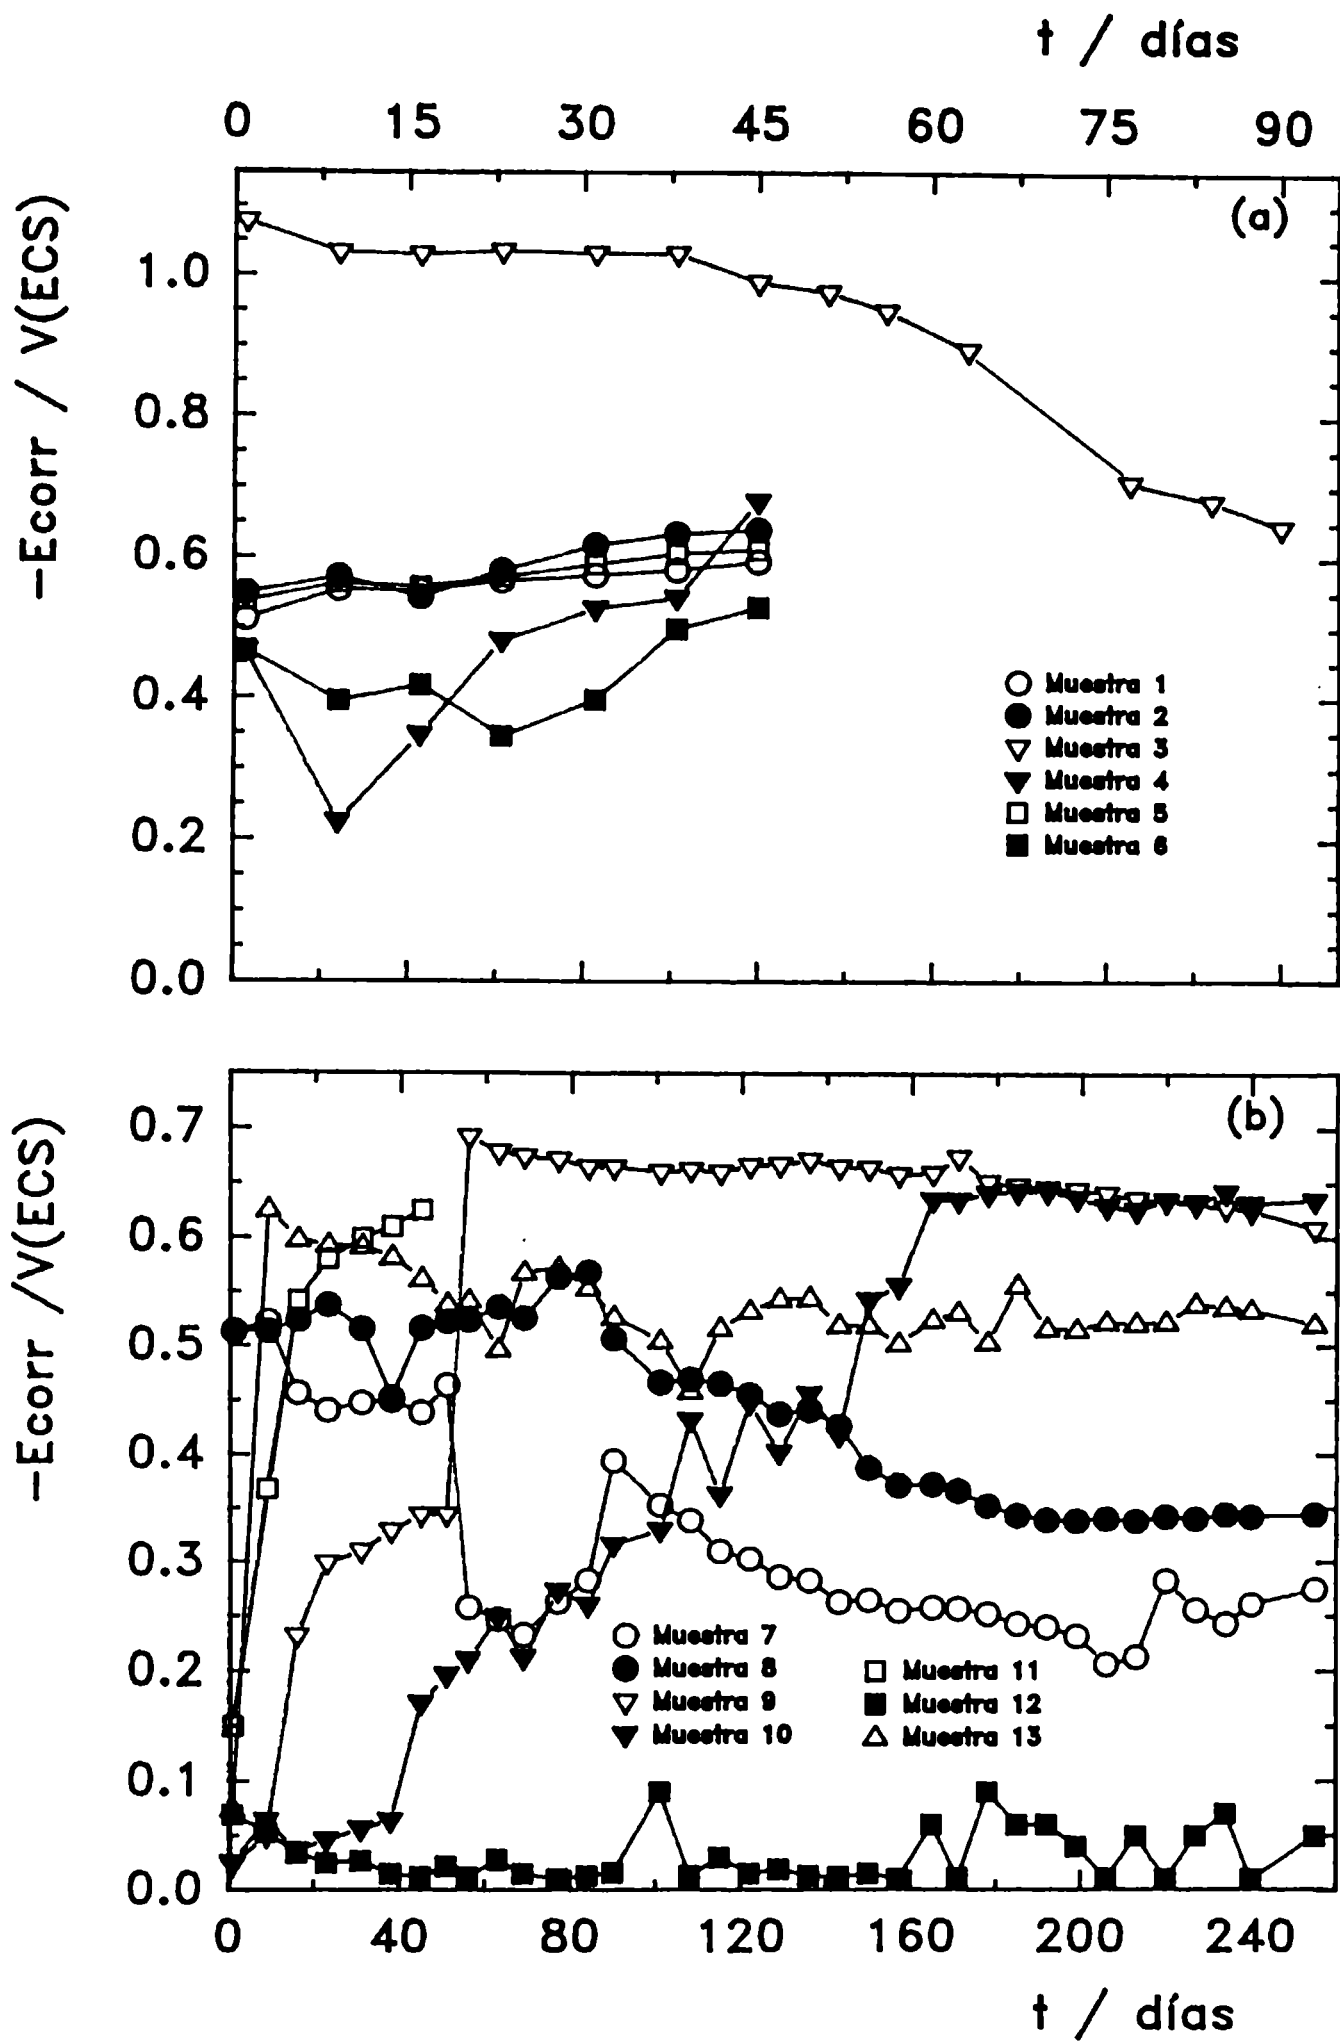 t / días
0 15 30 45 60 75 90
(a)
-Ecorr / V(ECS)
1.0
0.8
0.6
0.4
0.2
0.0
Muestra 1
Muestra 2
Muestra 3
Muestra 4
Muestra 5
Muestra 6
(b)
-Ecorr /V(ECS)
0.7
0.6
0.5
0.4
0.3
0.2
0.1
0.0
Muestra 7
Muestra 8
Muestra 9
Muestra 10
Muestra 11
Muestra 12
Muestra 13
0 40 80 120 160 200 240
t / días